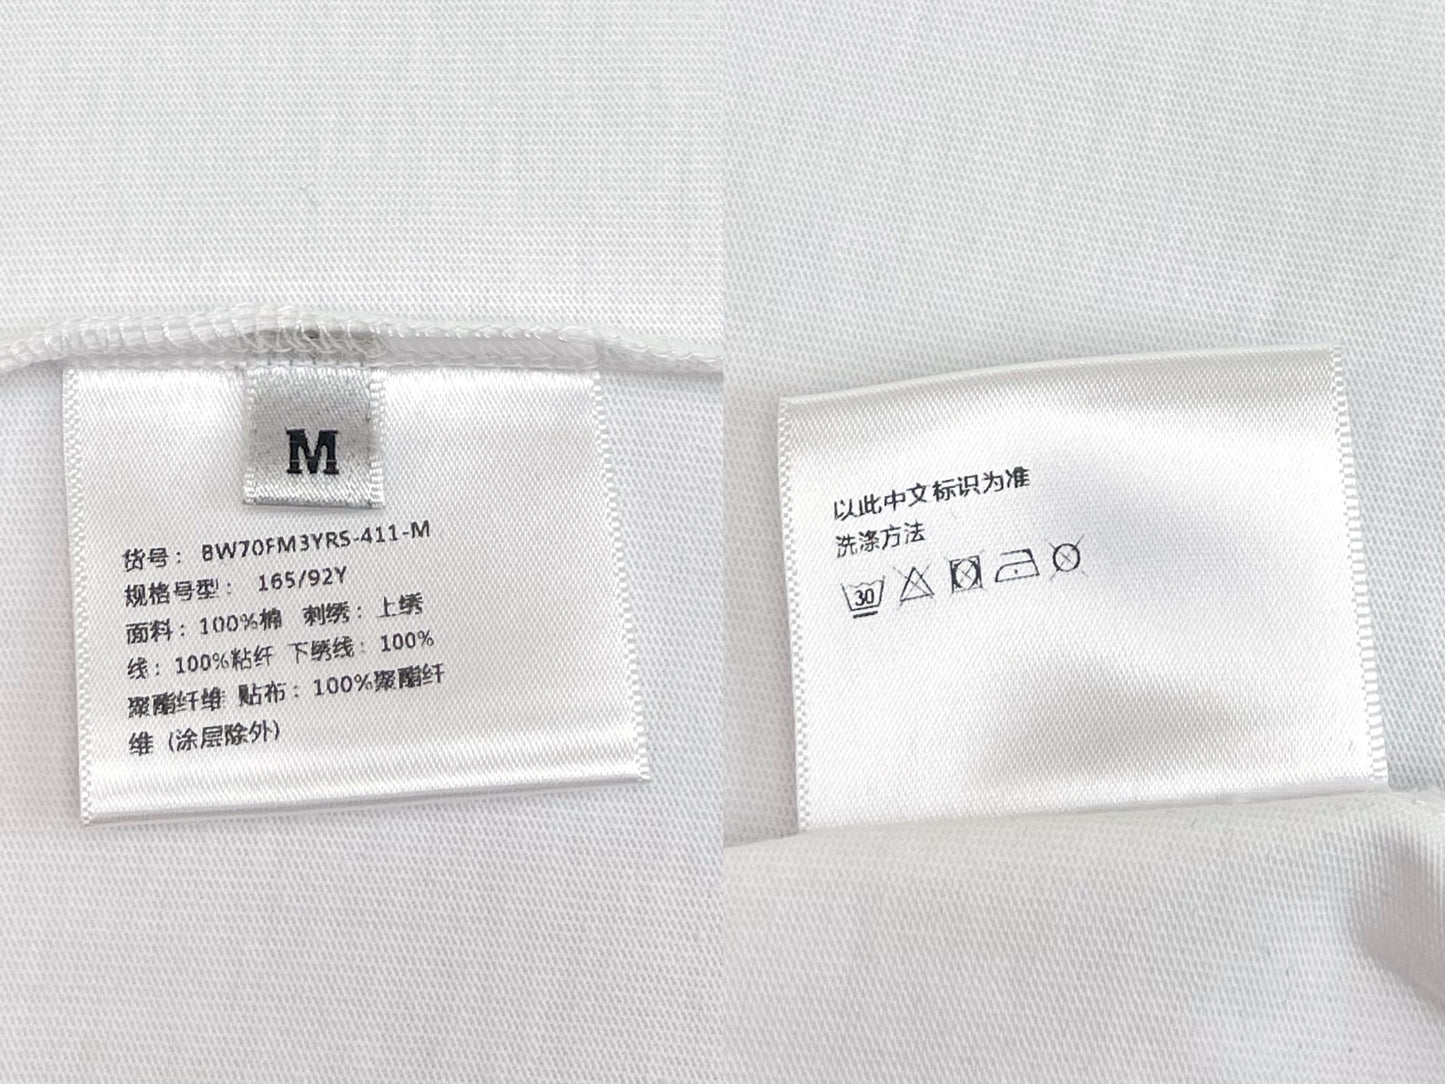 M
货号：BW70FM3YRS-411-M
规格号型：165/92Y
面料：100%棉 刺绣：上绣
线：100%粘纤 下绣线：100%
聚酯纤维 贴布：100%聚酯纤
维 (涂层除外)
以此中文标识为准
洗涤方法
30